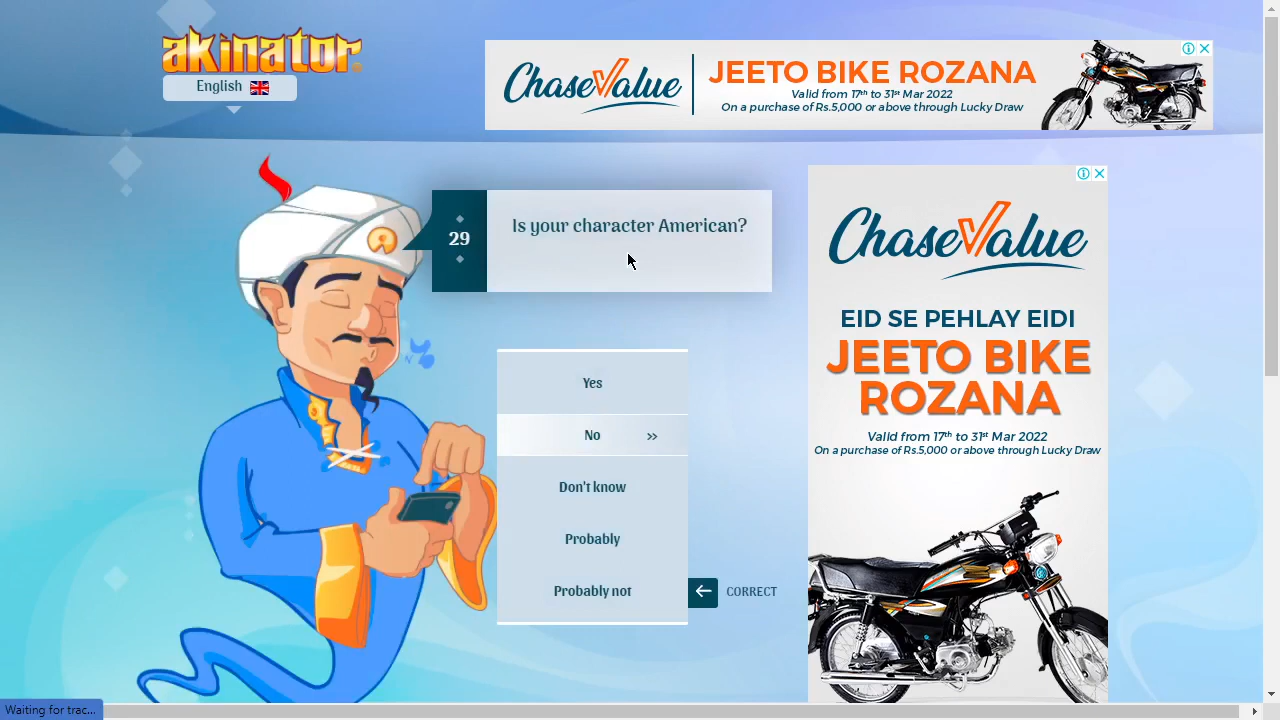 akinator
English
ChaseValue
JEETO BIKE ROZANA
Valid from 17th to 31st Mar 2022
On a purchase of Rs.5,000 or above through Lucky Draw
29
Is your character American?
Yes
No >>
Don't know
Probably
Probably not
CORRECT
ChaseValue
EID SE PEHLAY EIDI
JEETO BIKE
ROZANA
Valid from 17th to 31st Mar 2022
On a purchase of Rs.5,000 or above through Lucky Draw
Waiting for trac...